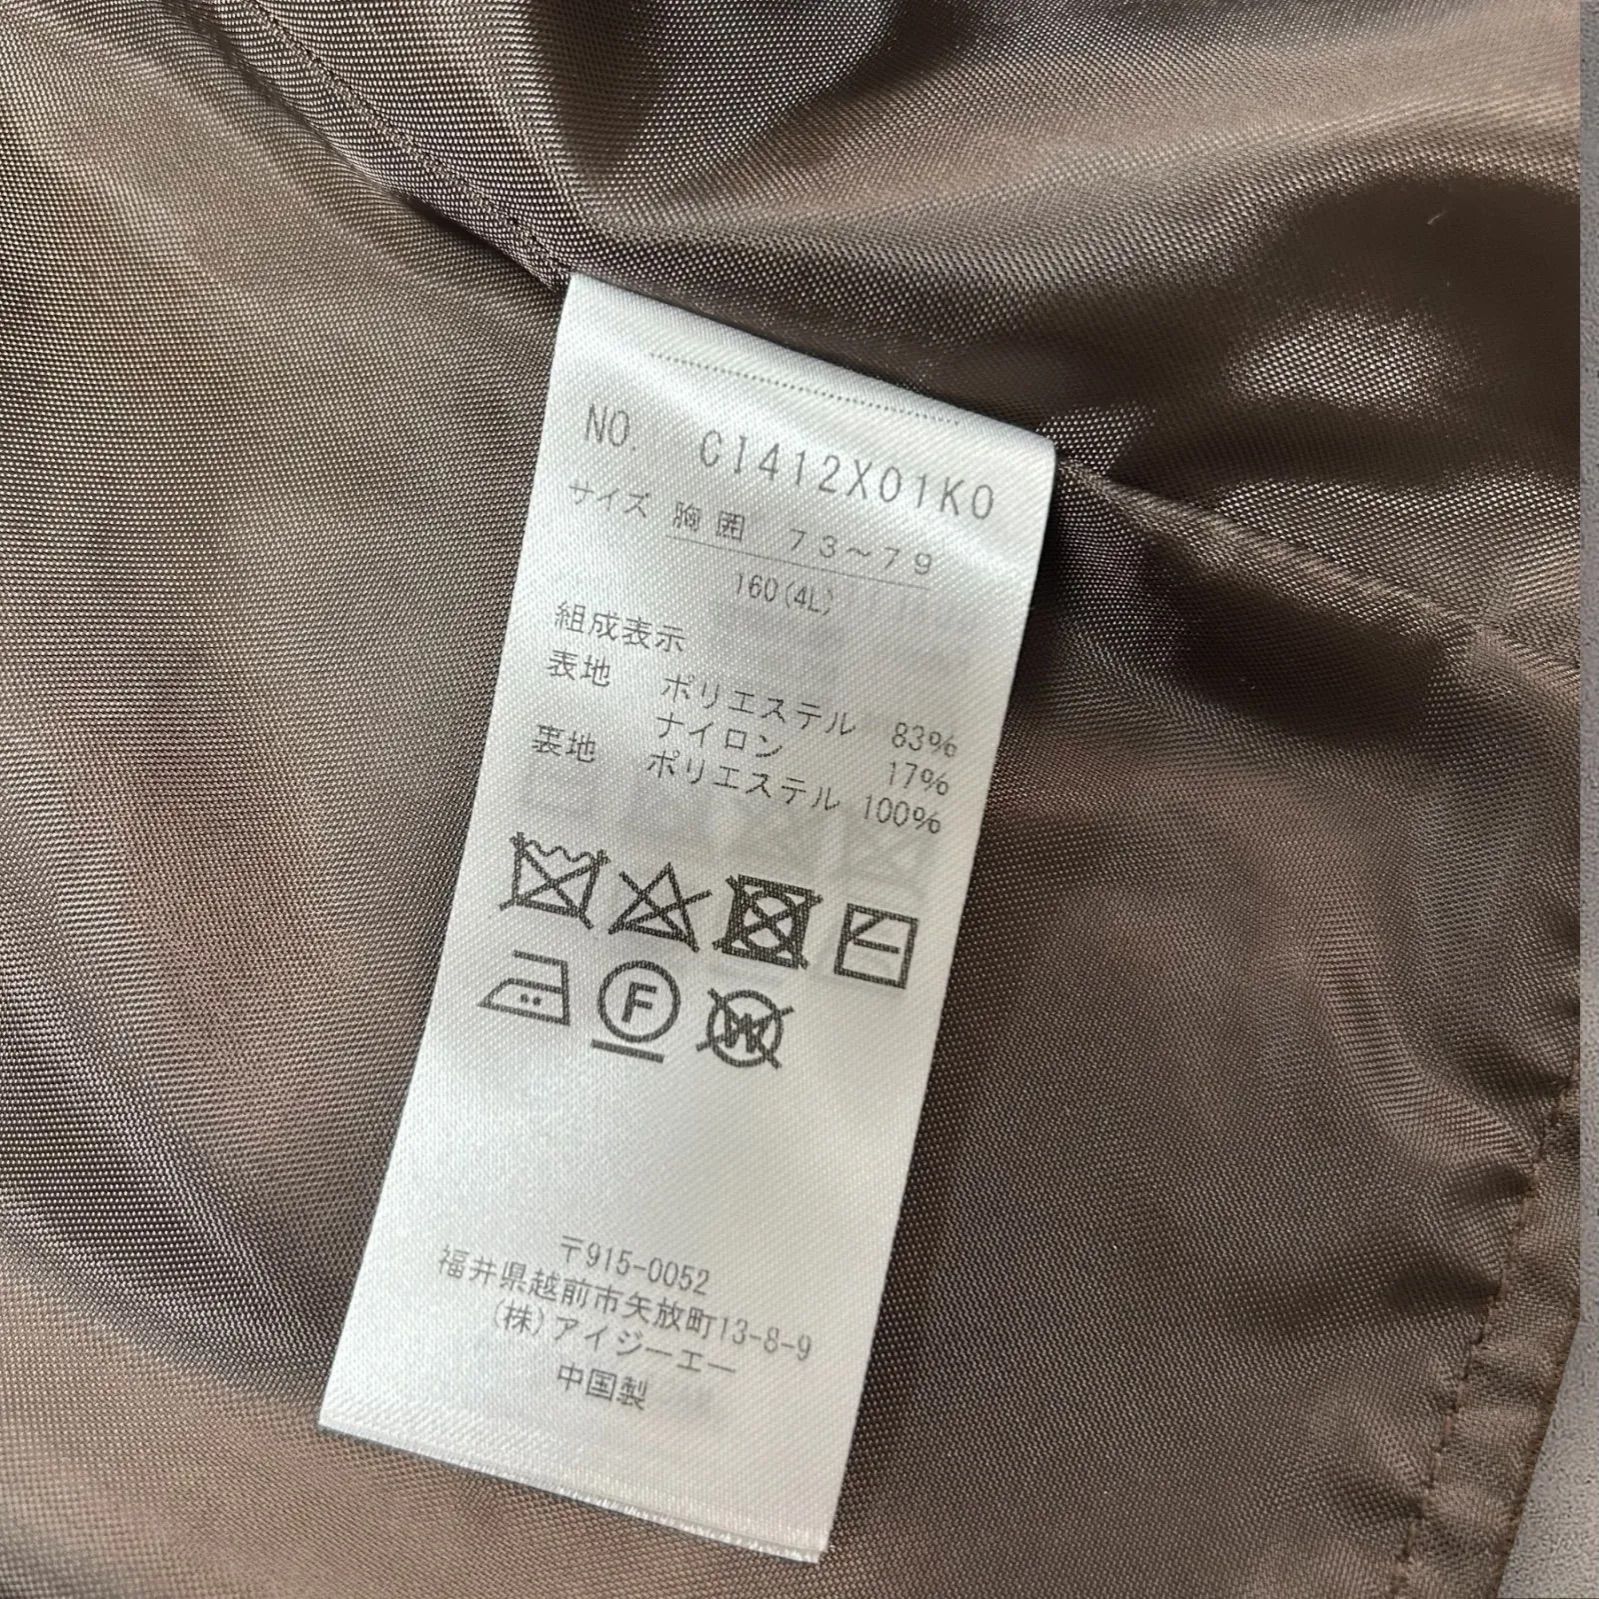 NO. CI412X01K0
サイズ 胸囲 73~79
160(4L)
組成表示
表地 ポリエステル 83%
ナイロン 17%
裏地 ポリエステル 100%
F
W
〒915-0052
福井県越前市矢放町13-8-9
(株)アイジーエー
中国製